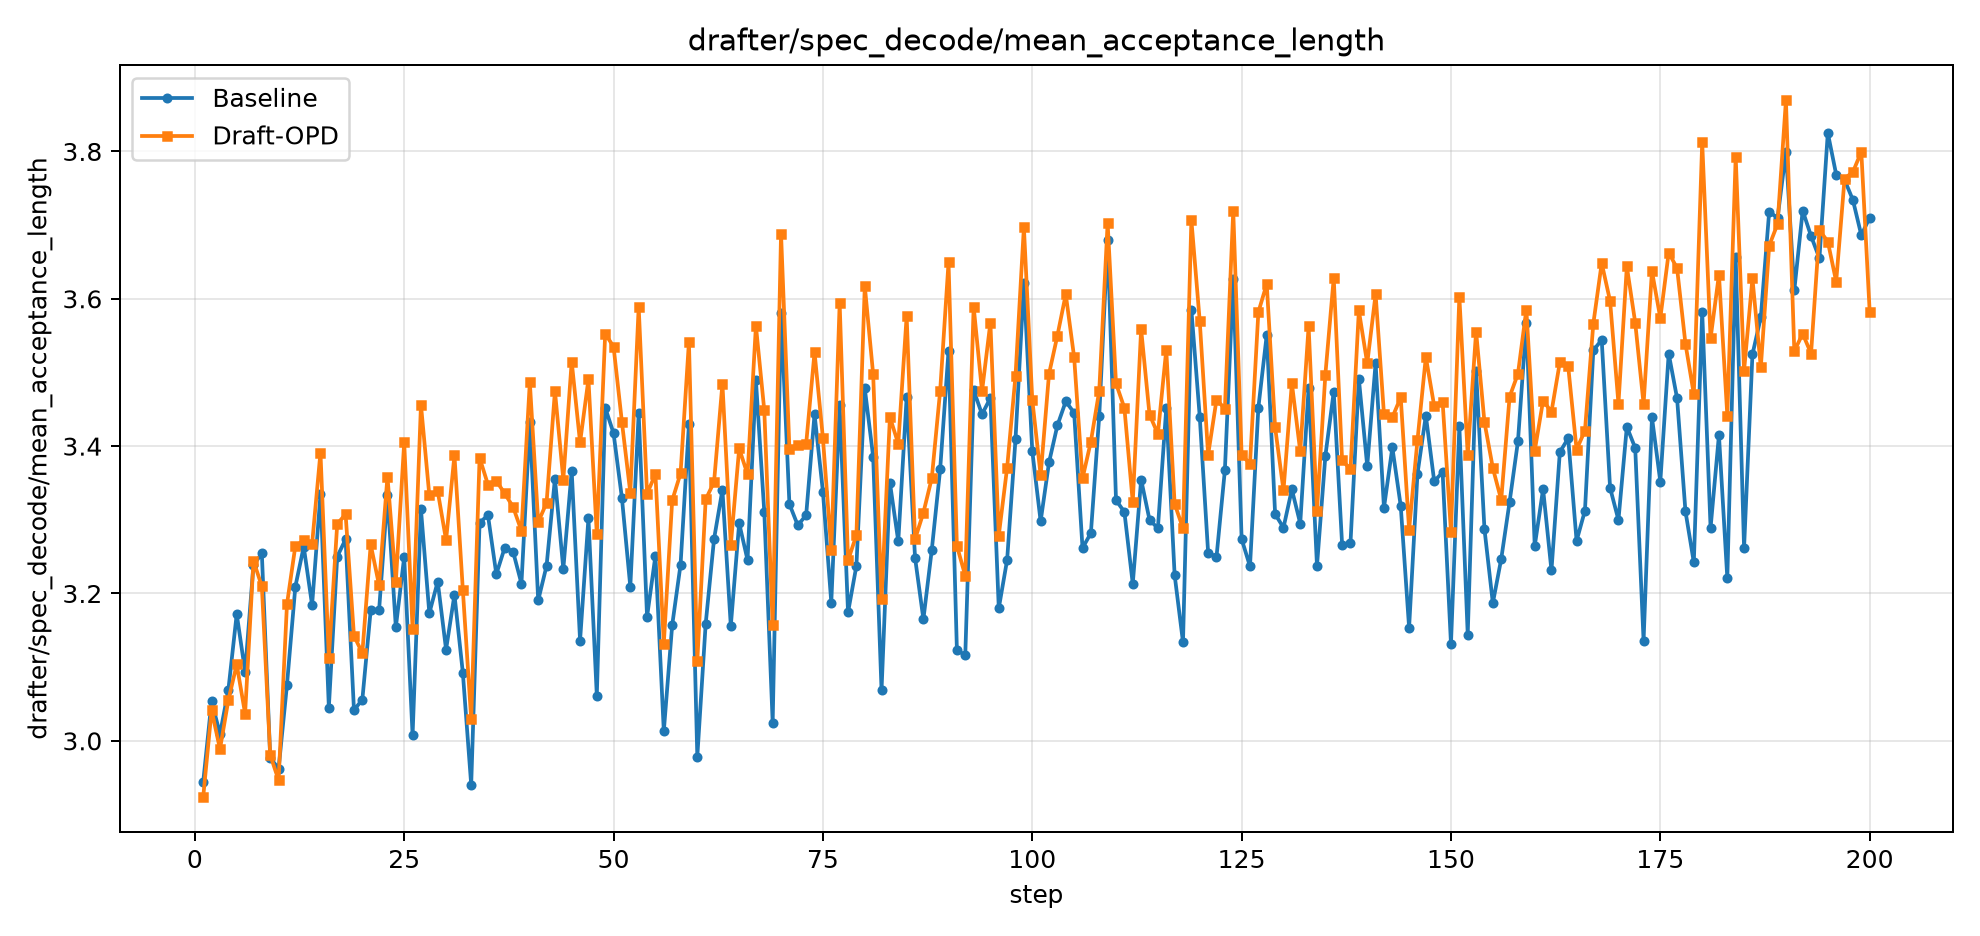 drafter/spec_decode/mean_acceptance_length
Baseline
Draft-OPD
drafter/spec_decode/mean_acceptance_length
3.8
3.6
3.4
3.2
3.0
0 25 50 75 100 125 150 175 200
step